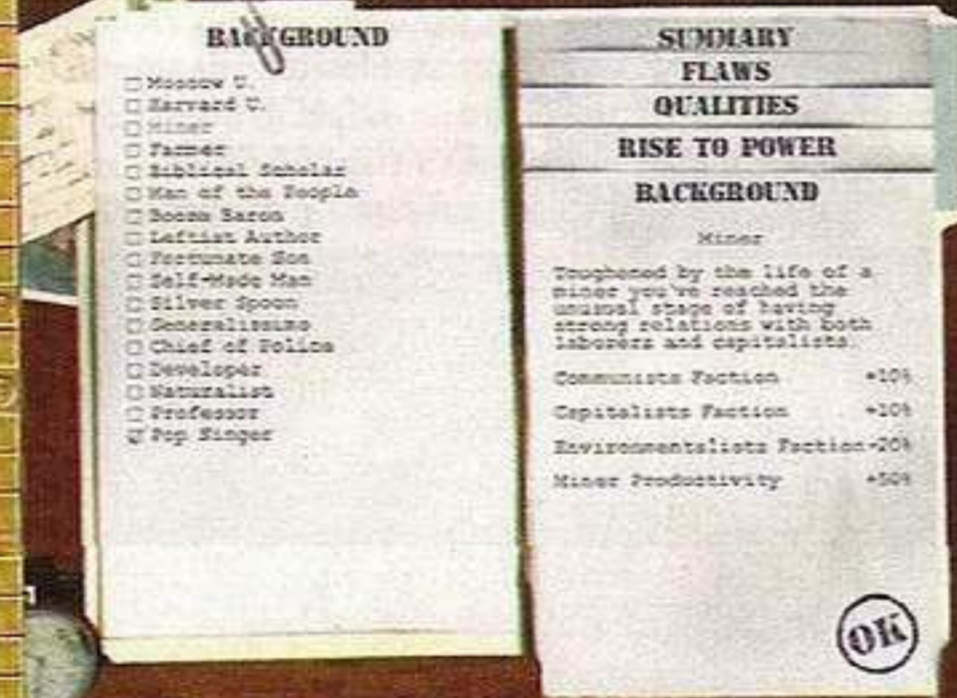 BACKGROUND
Moscow U.
Harvard U.
Miner
Farmer
Biblical Scholar
Man of the People
Booze Baron
Leftist Author
Fortunate Son
Self-Made Man
Silver Spoon
Generalissimo
Chief of Police
Developer
Naturalist
Professor
Pop Singer
SUMMARY
FLAWS
QUALITIES
RISE TO POWER
BACKGROUND
Miner
Toughened by the life of a
miner you've reached the
unusual stage of having
strong relations with both
laborers and capitalists.
Communists Faction +10%
Capitalists Faction +10%
Environmentalists Faction-20%
Miner Productivity +50%
OK